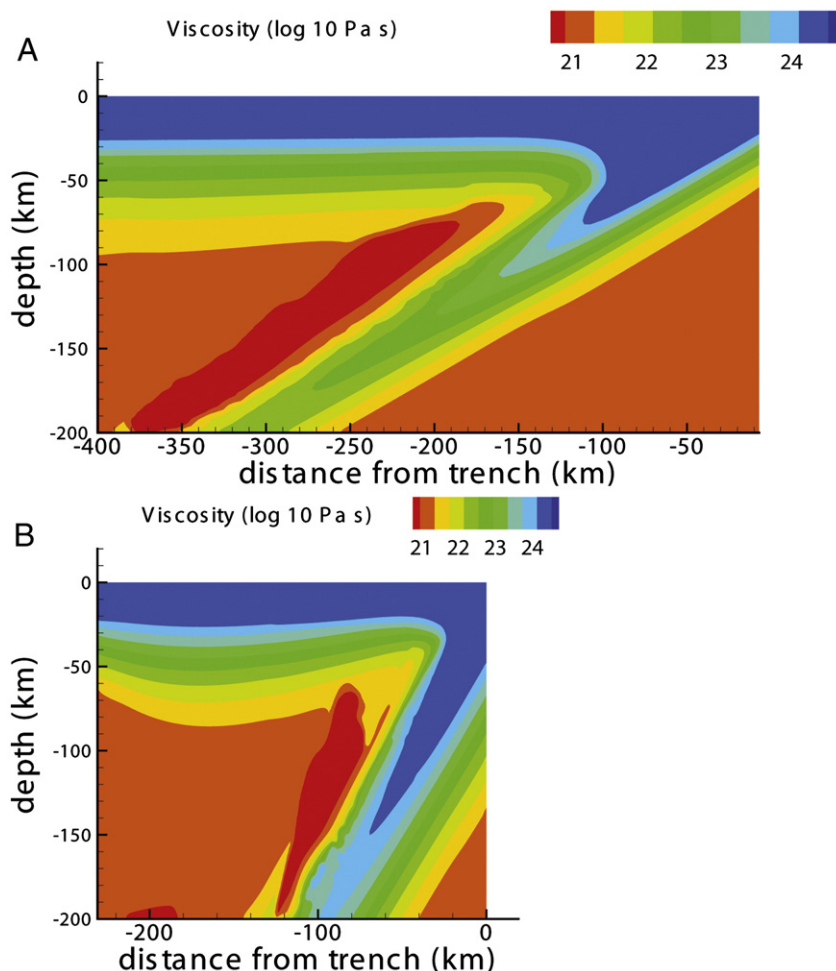 A
Viscosity (log 10 Pa s)
21 22 23 24
depth (km)
0
-50
-100
-150
-200
-400 -350 -300 -250 -200 -150 -100 -50
distance from trench (km)
B
Viscosity (log 10 Pa s)
21 22 23 24
depth (km)
0
-50
-100
-150
-200
-200 -100 0
distance from trench (km)